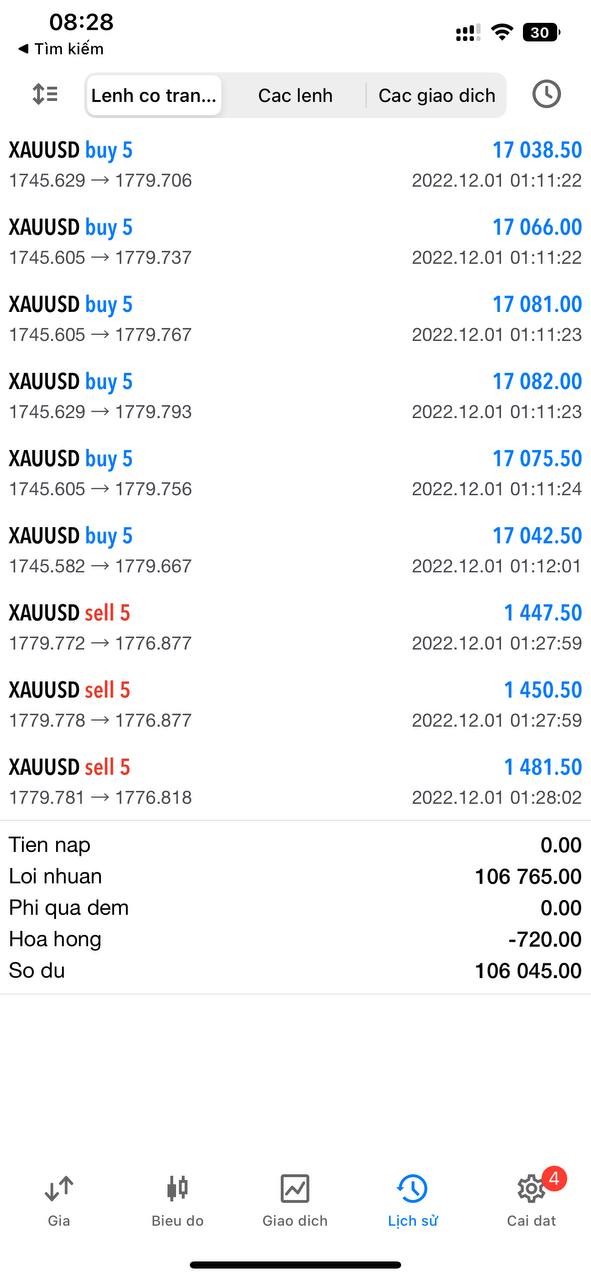 08:28
30
◀ Tìm kiếm
Lenh co tran... Cac lenh Cac giao dich
XAUUSD buy 5 17 038.50
1745.629 → 1779.706 2022.12.01 01:11:22
XAUUSD buy 5 17 066.00
1745.605 → 1779.737 2022.12.01 01:11:22
XAUUSD buy 5 17 081.00
1745.605 → 1779.767 2022.12.01 01:11:23
XAUUSD buy 5 17 082.00
1745.629 → 1779.793 2022.12.01 01:11:23
XAUUSD buy 5 17 075.50
1745.605 → 1779.756 2022.12.01 01:11:24
XAUUSD buy 5 17 042.50
1745.582 → 1779.667 2022.12.01 01:12:01
XAUUSD sell 5 1 447.50
1779.772 → 1776.877 2022.12.01 01:27:59
XAUUSD sell 5 1 450.50
1779.778 → 1776.877 2022.12.01 01:27:59
XAUUSD sell 5 1 481.50
1779.781 → 1776.818 2022.12.01 01:28:02
Tien nap 0.00
Loi nhuan 106 765.00
Phi qua dem 0.00
Hoa hong -720.00
So du 106 045.00
4
Gia Bieu do Giao dich Lịch sử Cai dat